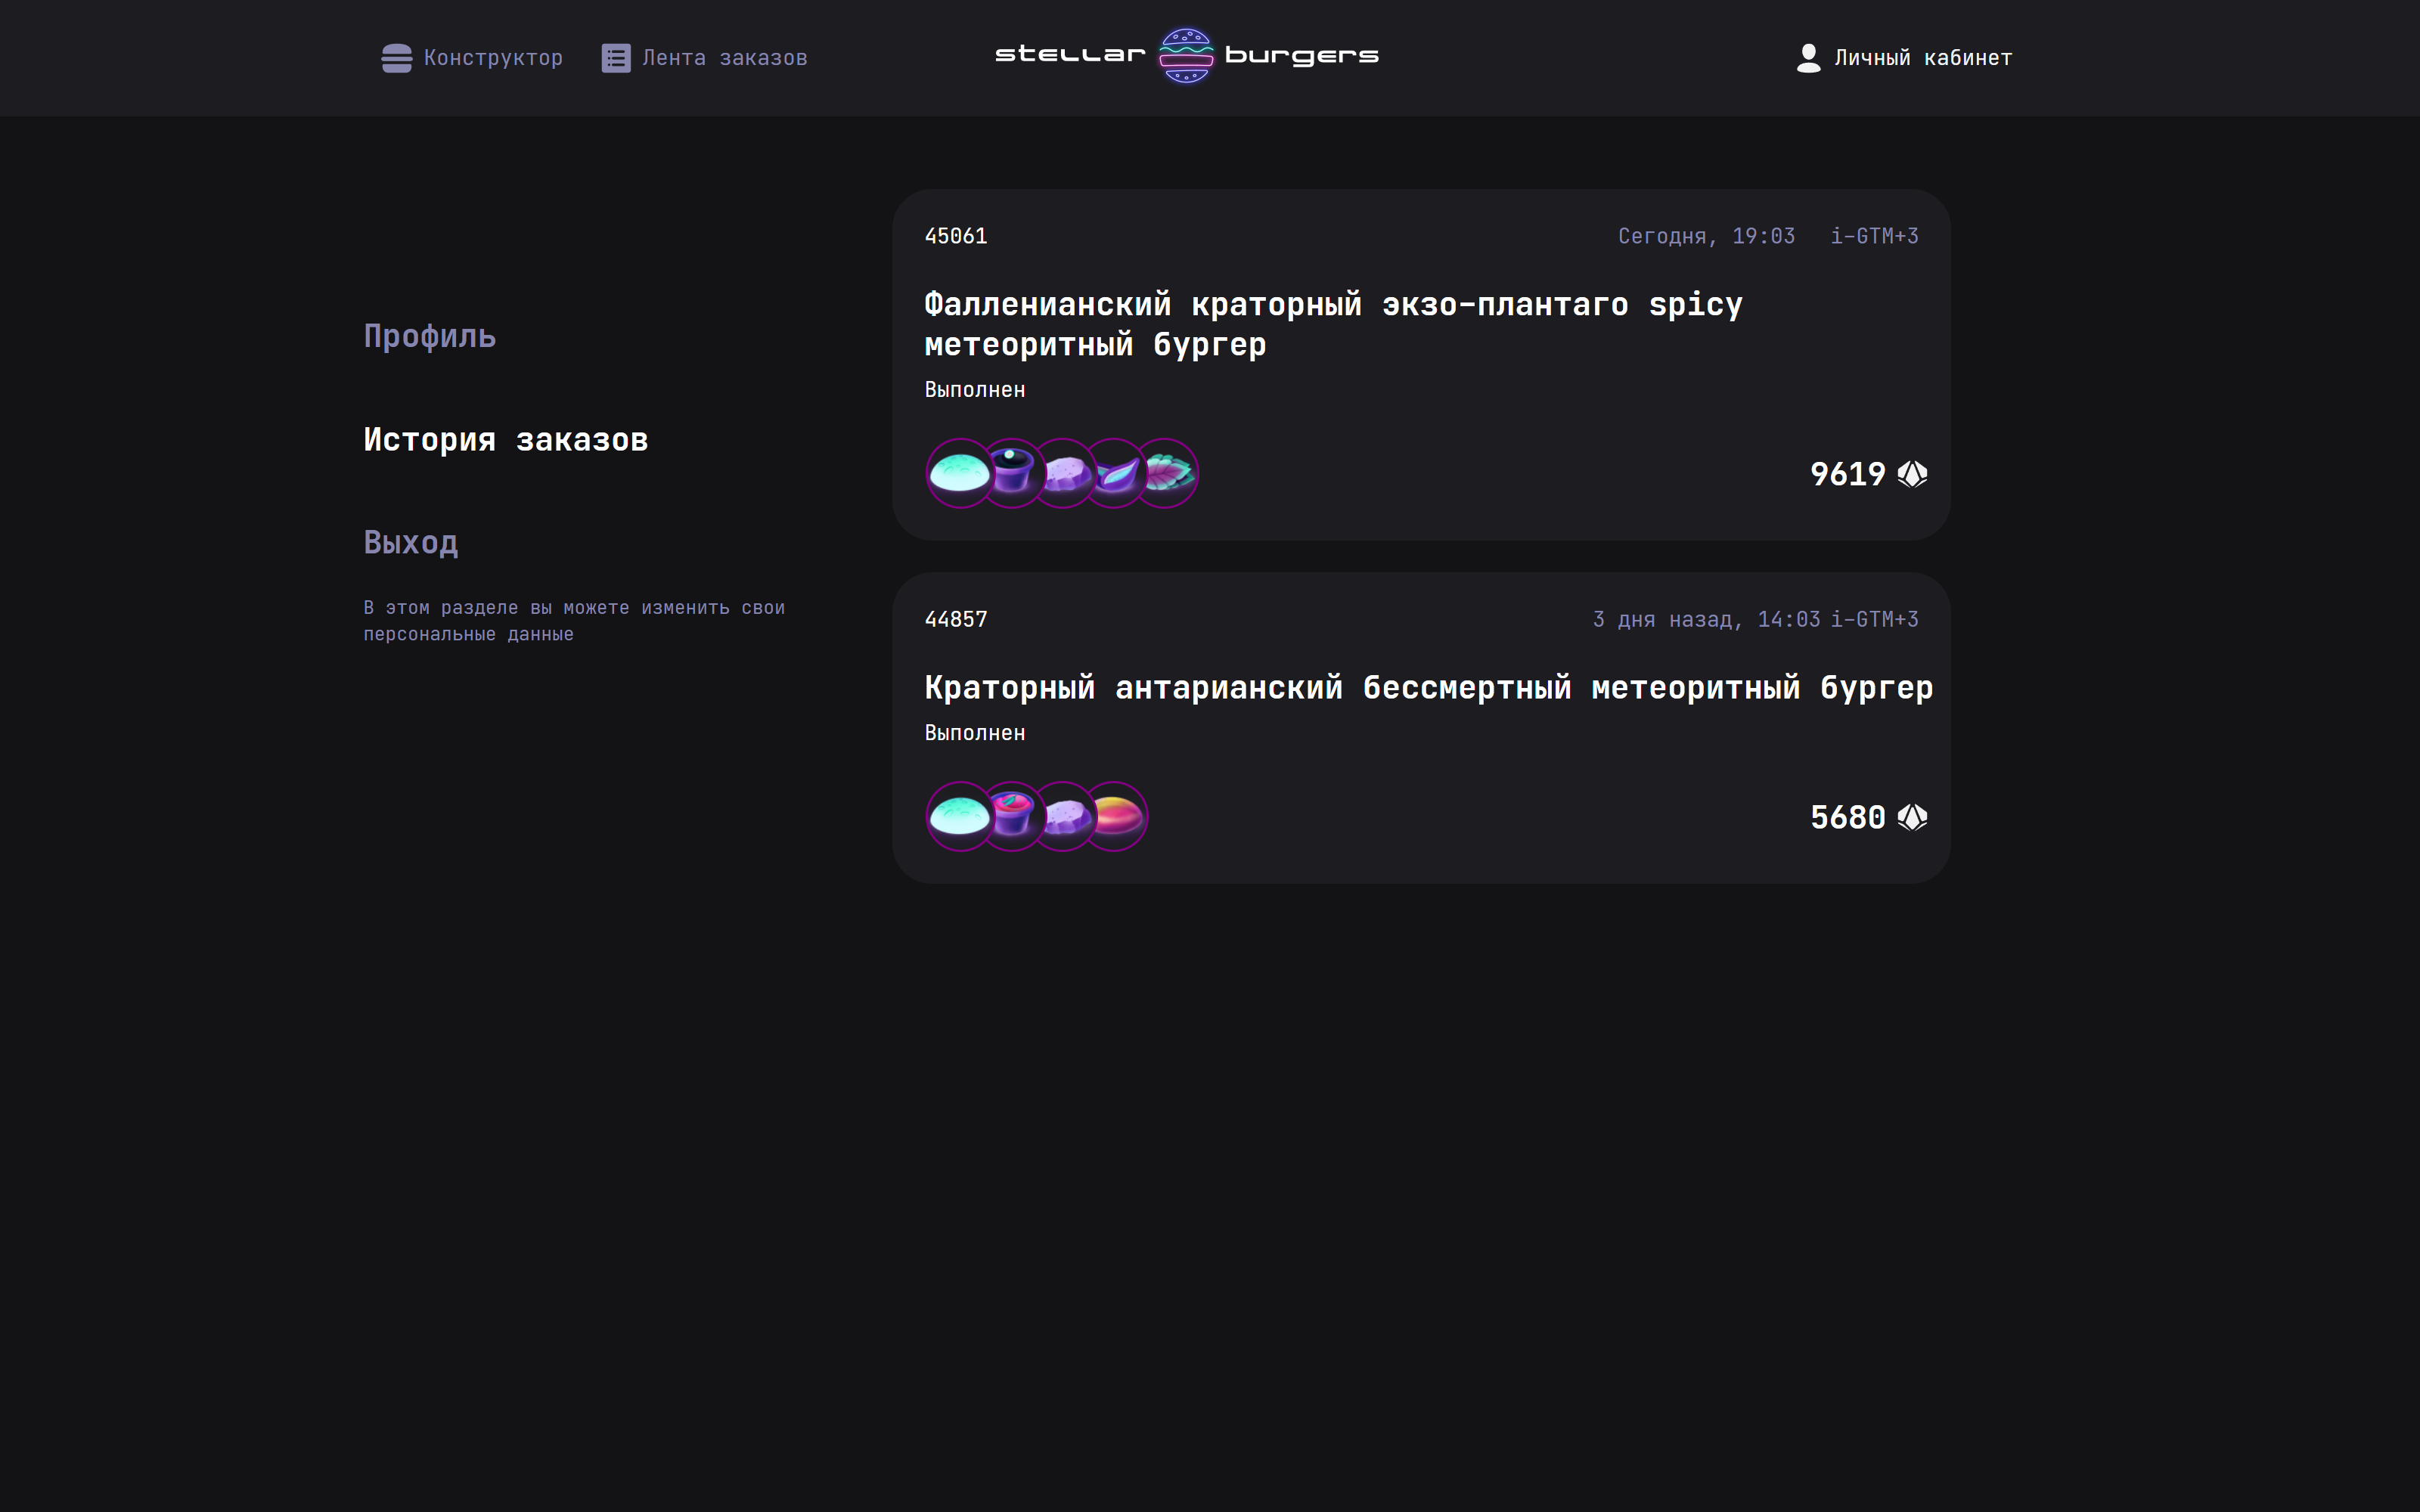 Конструктор
Лента заказов
stellar burgers
Личный кабинет
Профиль
История заказов
Выход
В этом разделе вы можете изменить свои
персональные данные
45061
Сегодня, 19:03 i-GTM+3
Фалленианский краторный экзо-плантаго spicy
метеоритный бургер
Выполнен
9619
44857
3 дня назад, 14:03 i-GTM+3
Краторный антарианский бессмертный метеоритный бургер
Выполнен
5680